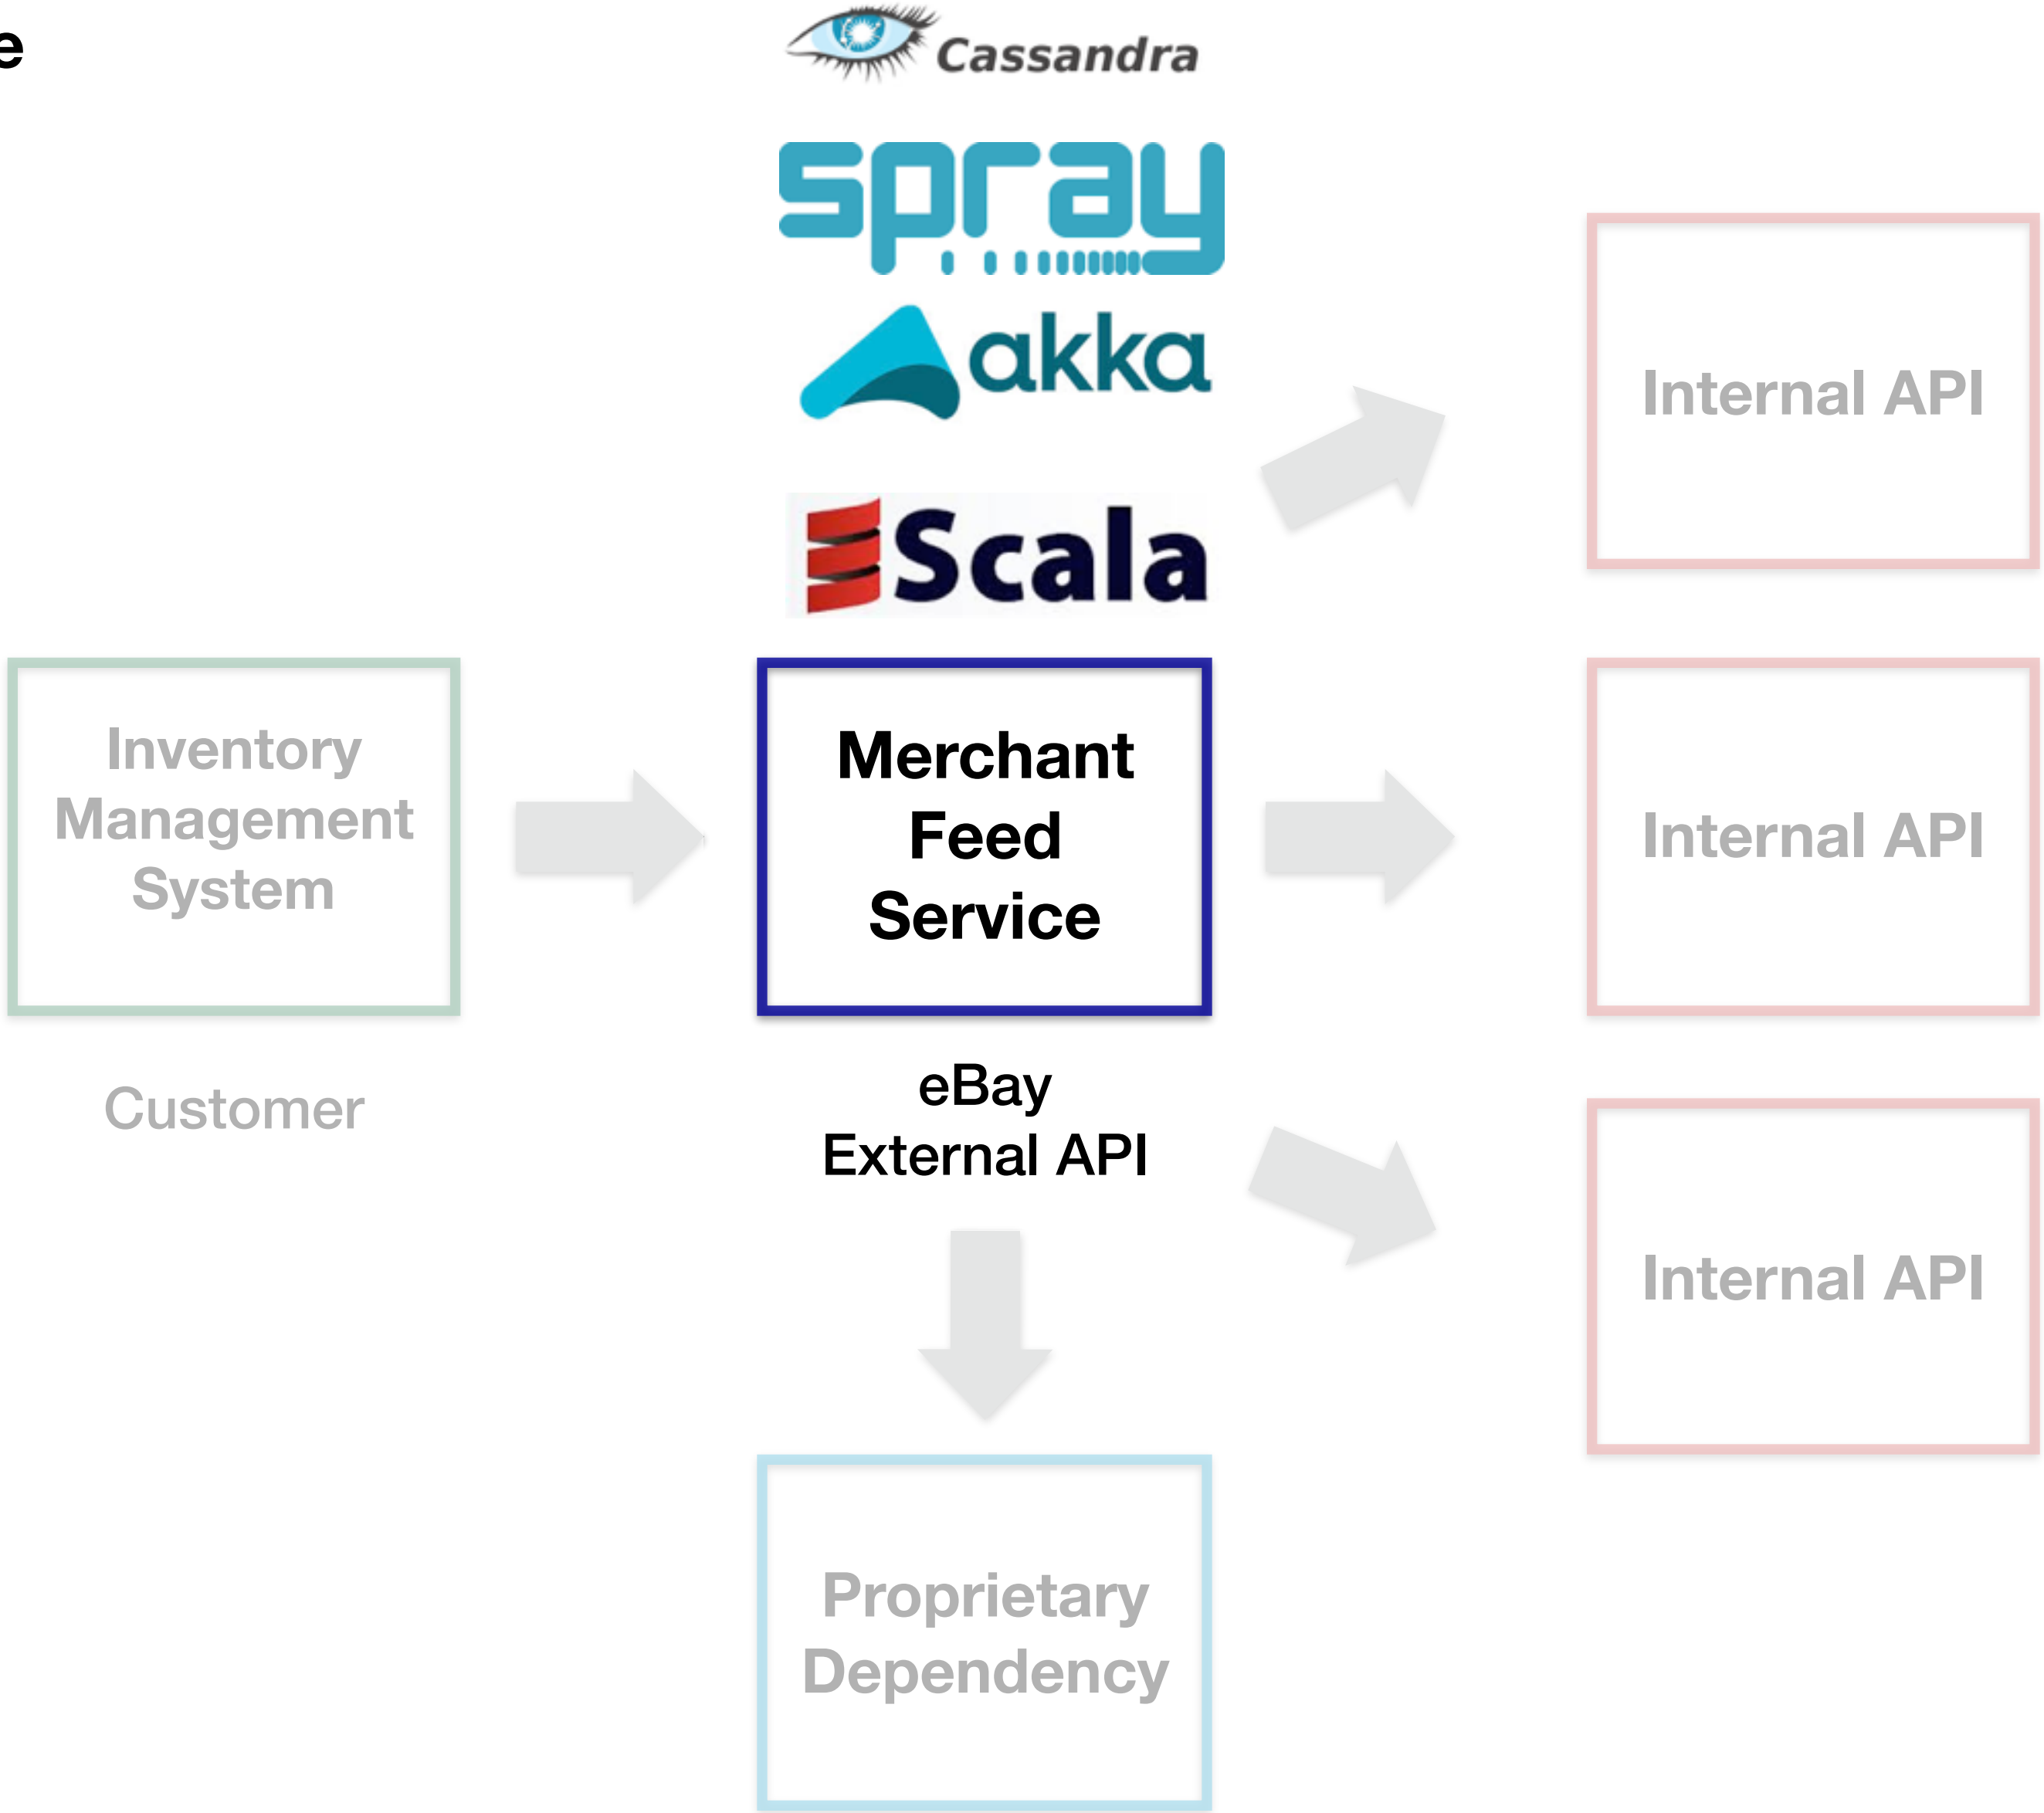 e
Cassandra
spray
akka
Scala
Inventory
Management
System
Customer
Merchant
Feed
Service
eBay
External API
Internal API
Internal API
Internal API
Proprietary
Dependency